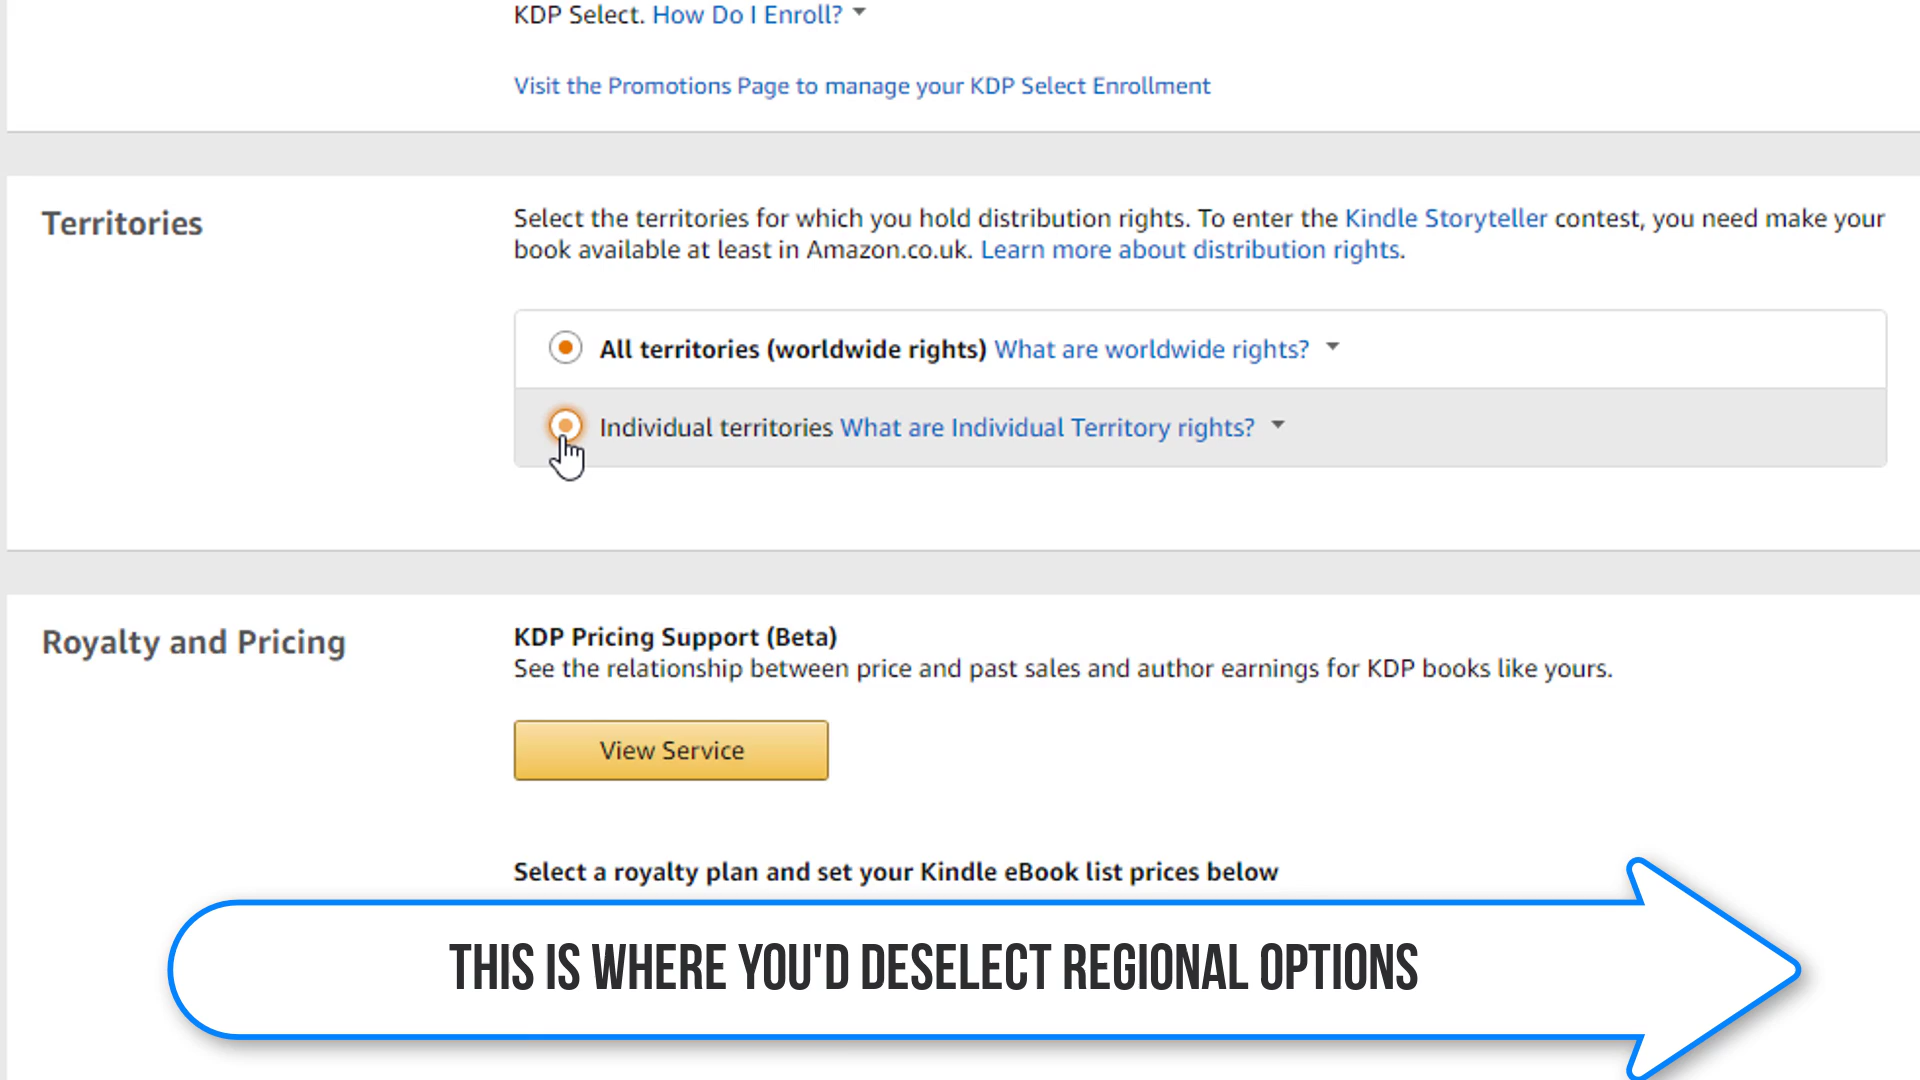 KDP Select. How Do I Enroll?
Visit the Promotions Page to manage your KDP Select Enrollment
Territories
Select the territories for which you hold distribution rights. To enter the Kindle Storyteller contest, you need make your
book available at least in Amazon.co.uk. Learn more about distribution rights.
All territories (worldwide rights) What are worldwide rights?
Individual territories What are Individual Territory rights?
Royalty and Pricing
KDP Pricing Support (Beta)
See the relationship between price and past sales and author earnings for KDP books like yours.
View Service
Select a royalty plan and set your Kindle eBook list prices below
THIS IS WHERE YOU'D DESELECT REGIONAL OPTIONS